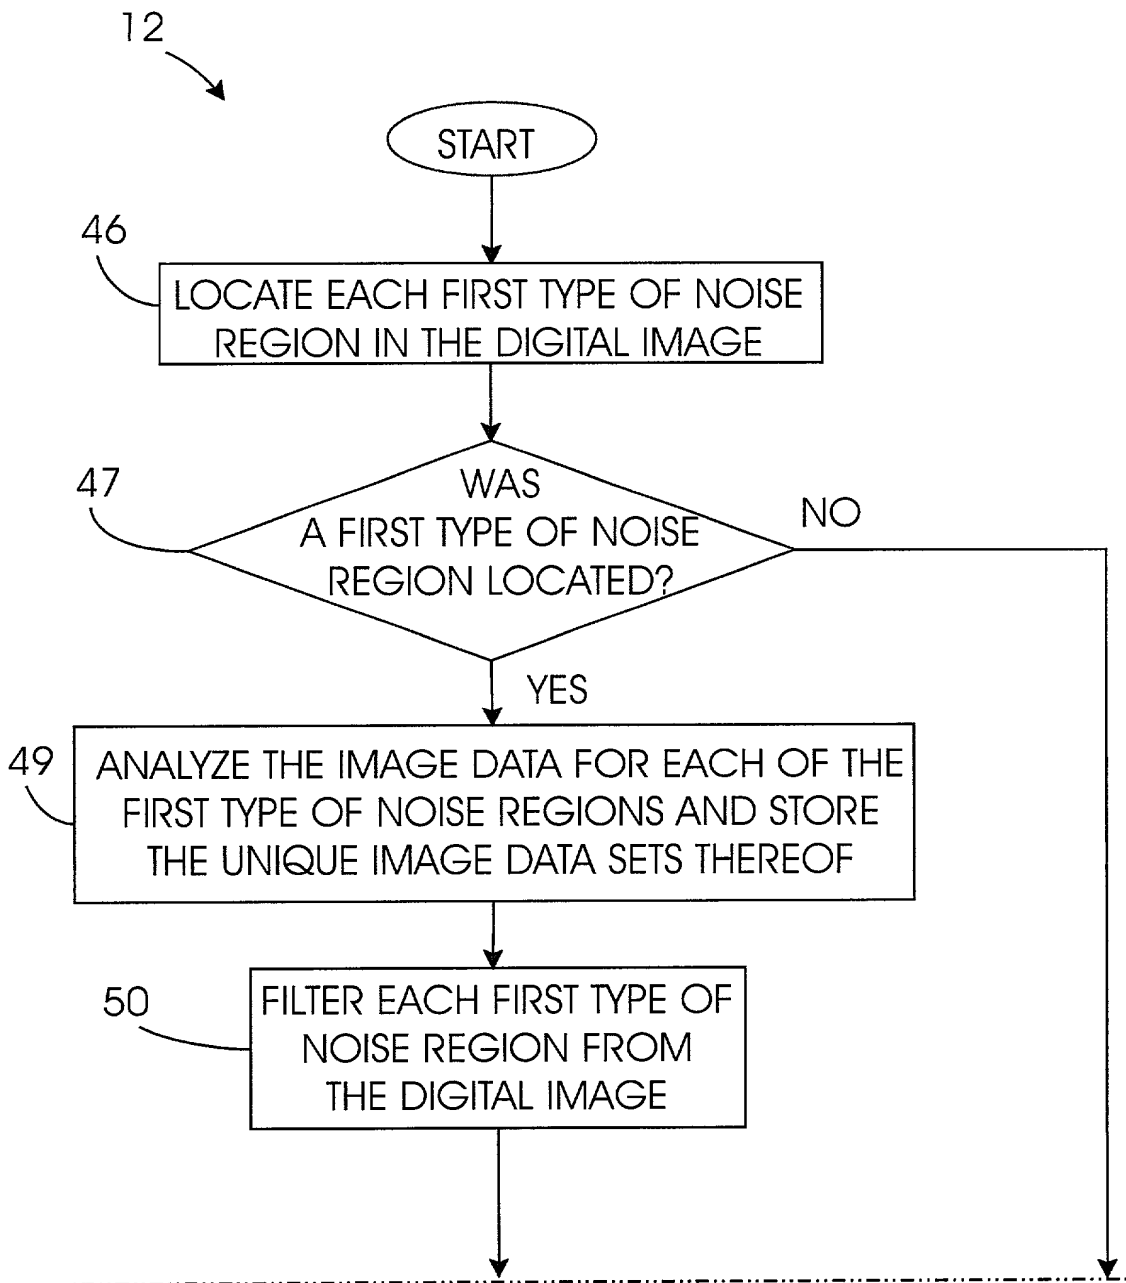 12
START
46
LOCATE EACH FIRST TYPE OF NOISE
REGION IN THE DIGITAL IMAGE
47
WAS
A FIRST TYPE OF NOISE
REGION LOCATED?
NO
YES
49
ANALYZE THE IMAGE DATA FOR EACH OF THE
FIRST TYPE OF NOISE REGIONS AND STORE
THE UNIQUE IMAGE DATA SETS THEREOF
50
FILTER EACH FIRST TYPE OF
NOISE REGION FROM
THE DIGITAL IMAGE